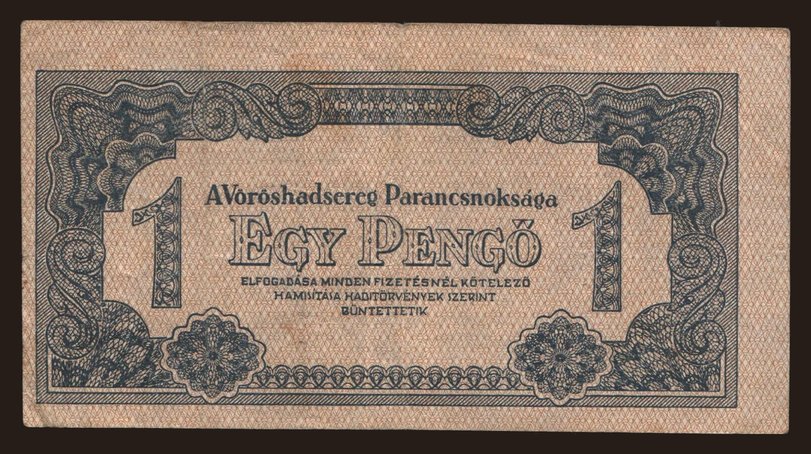 A Vöröshadsereg Parancsnoksága
1 EGY PENGŐ 1
ELFOGADÁSA MINDEN FIZETÉSNÉL KÖTELEZŐ
HAMISÍTÁSA HADITÖRVÉNYEK SZERINT
BÜNTETTETIK